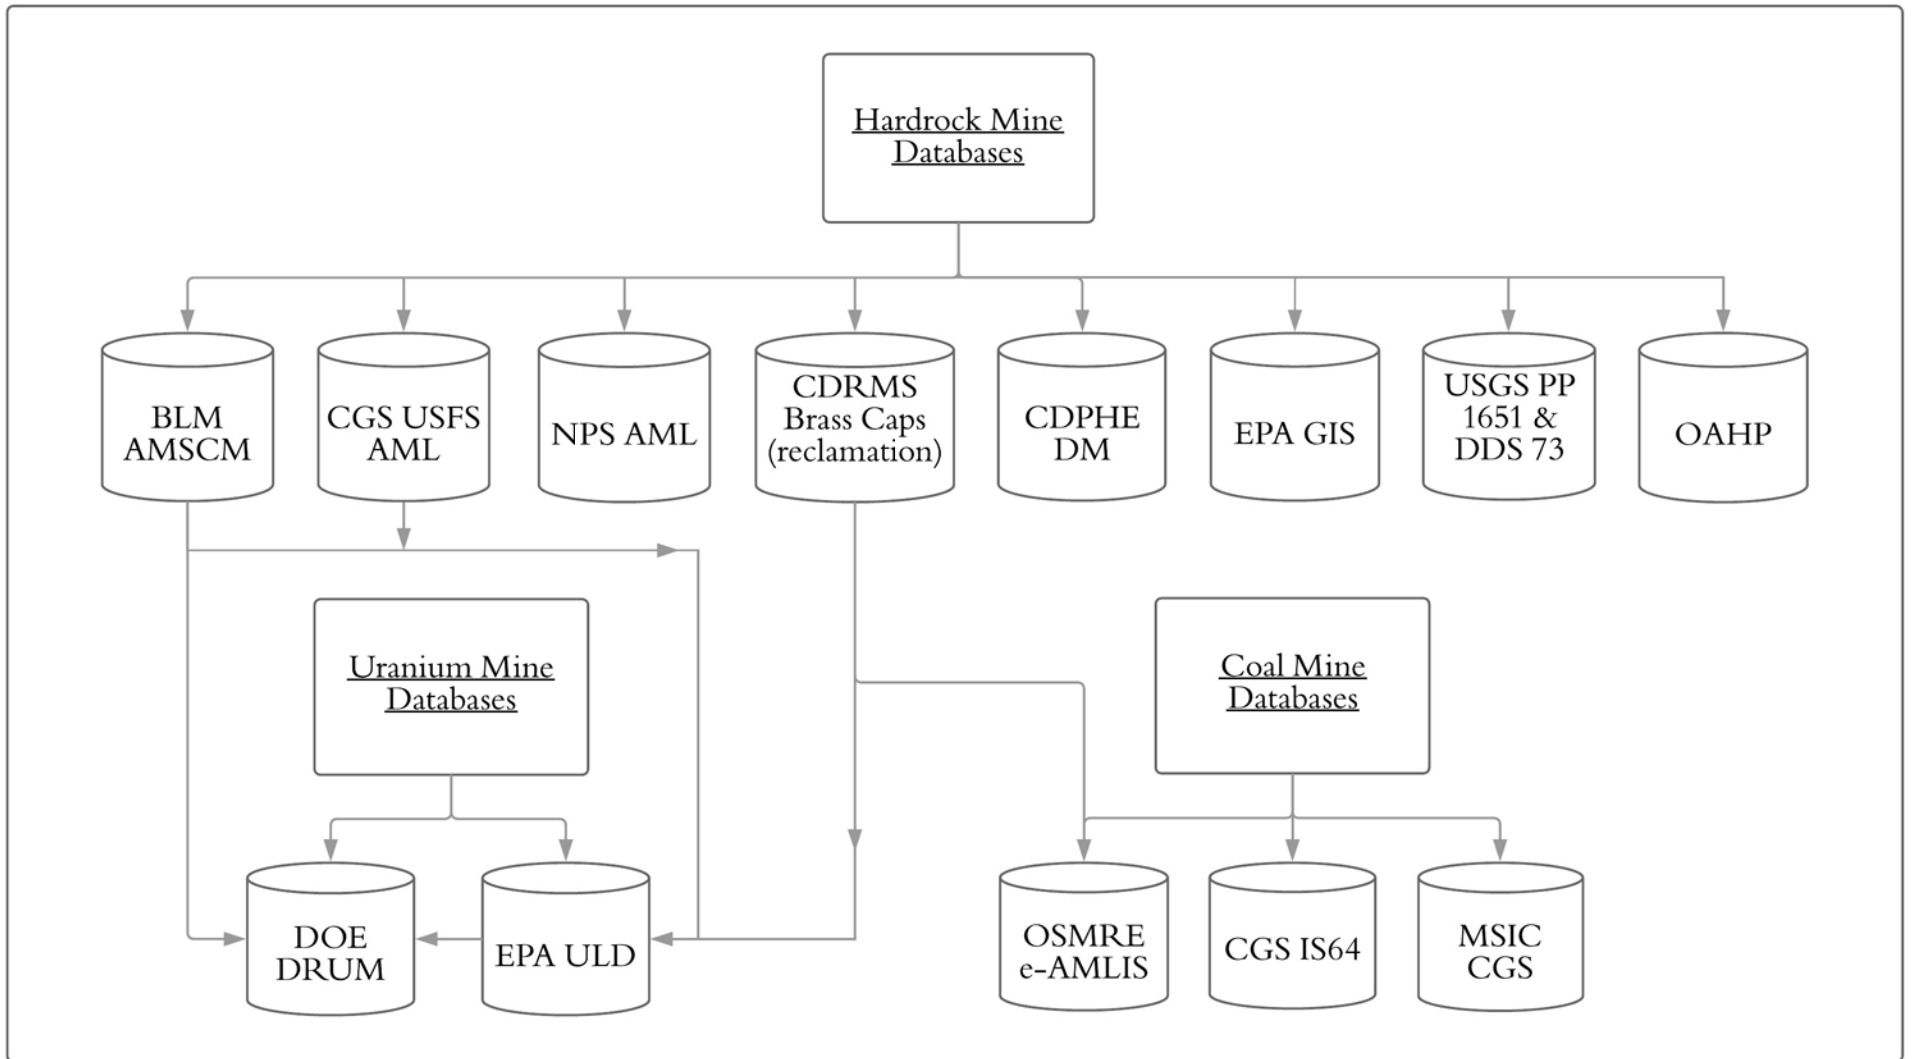 Hardrock Mine
Databases
BLM
AMSCM
CGS USFS
AML
NPS AML
CDRMS
Brass Caps
(reclamation)
CDPHE
DM
EPA GIS
USGS PP
1651 &
DDS 73
OAHP
Uranium Mine
Databases
Coal Mine
Databases
DOE
DRUM
EPA ULD
OSMRE
e-AMLIS
CGS IS64
MSIC
CGS